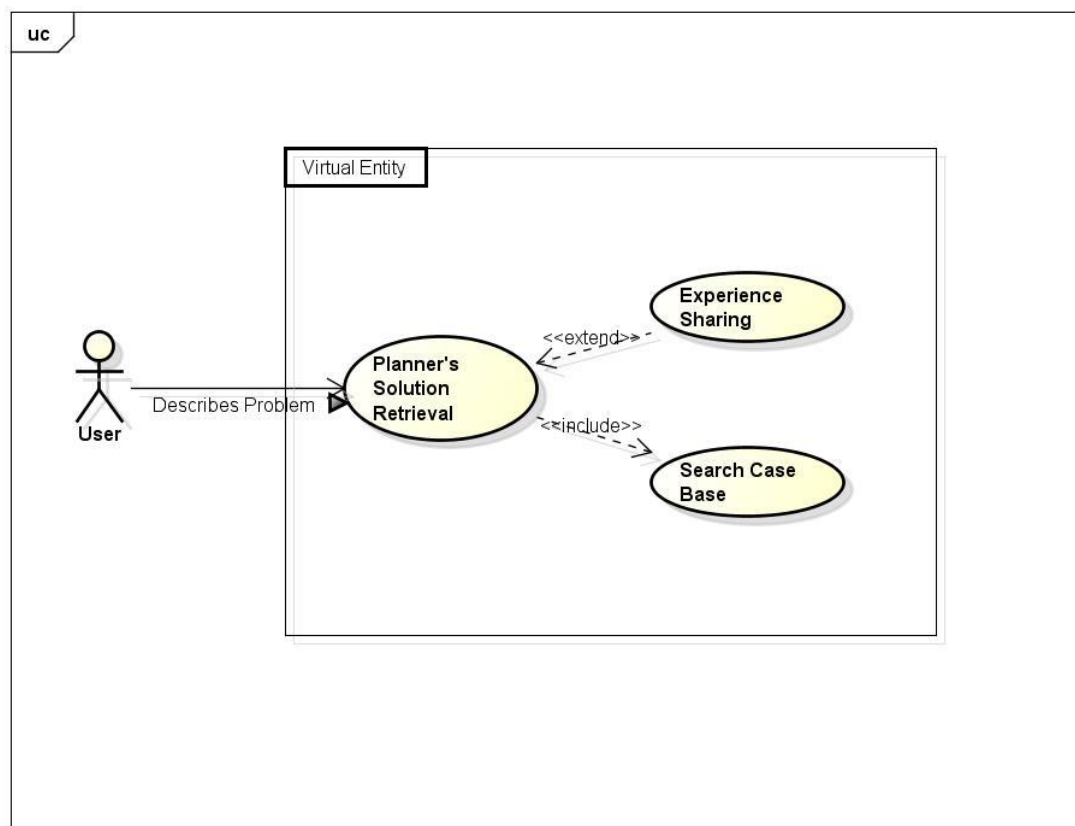 uc
Virtual Entity
Experience
Sharing
<<extend>>
Planner's
Solution
Retrieval
Describes Problem
User
<<include>>
Search Case
Base